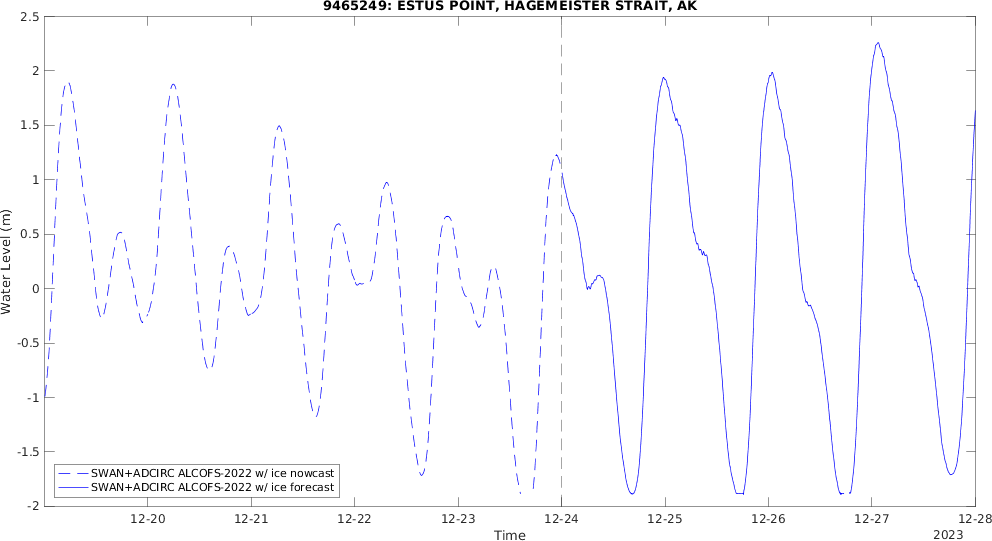 9465249: ESTUS POINT, HAGEMEISTER STRAIT, AK
2.5
2
1.5
1
0.5
0
-0.5
-1
-1.5
-2
Water Level (m)
SWAN+ADCIRC ALCOFS-2022 w/ ice nowcast
SWAN+ADCIRC ALCOFS-2022 w/ ice forecast
12-20 12-21 12-22 12-23 12-24 12-25 12-26 12-27 12-28
Time
2023